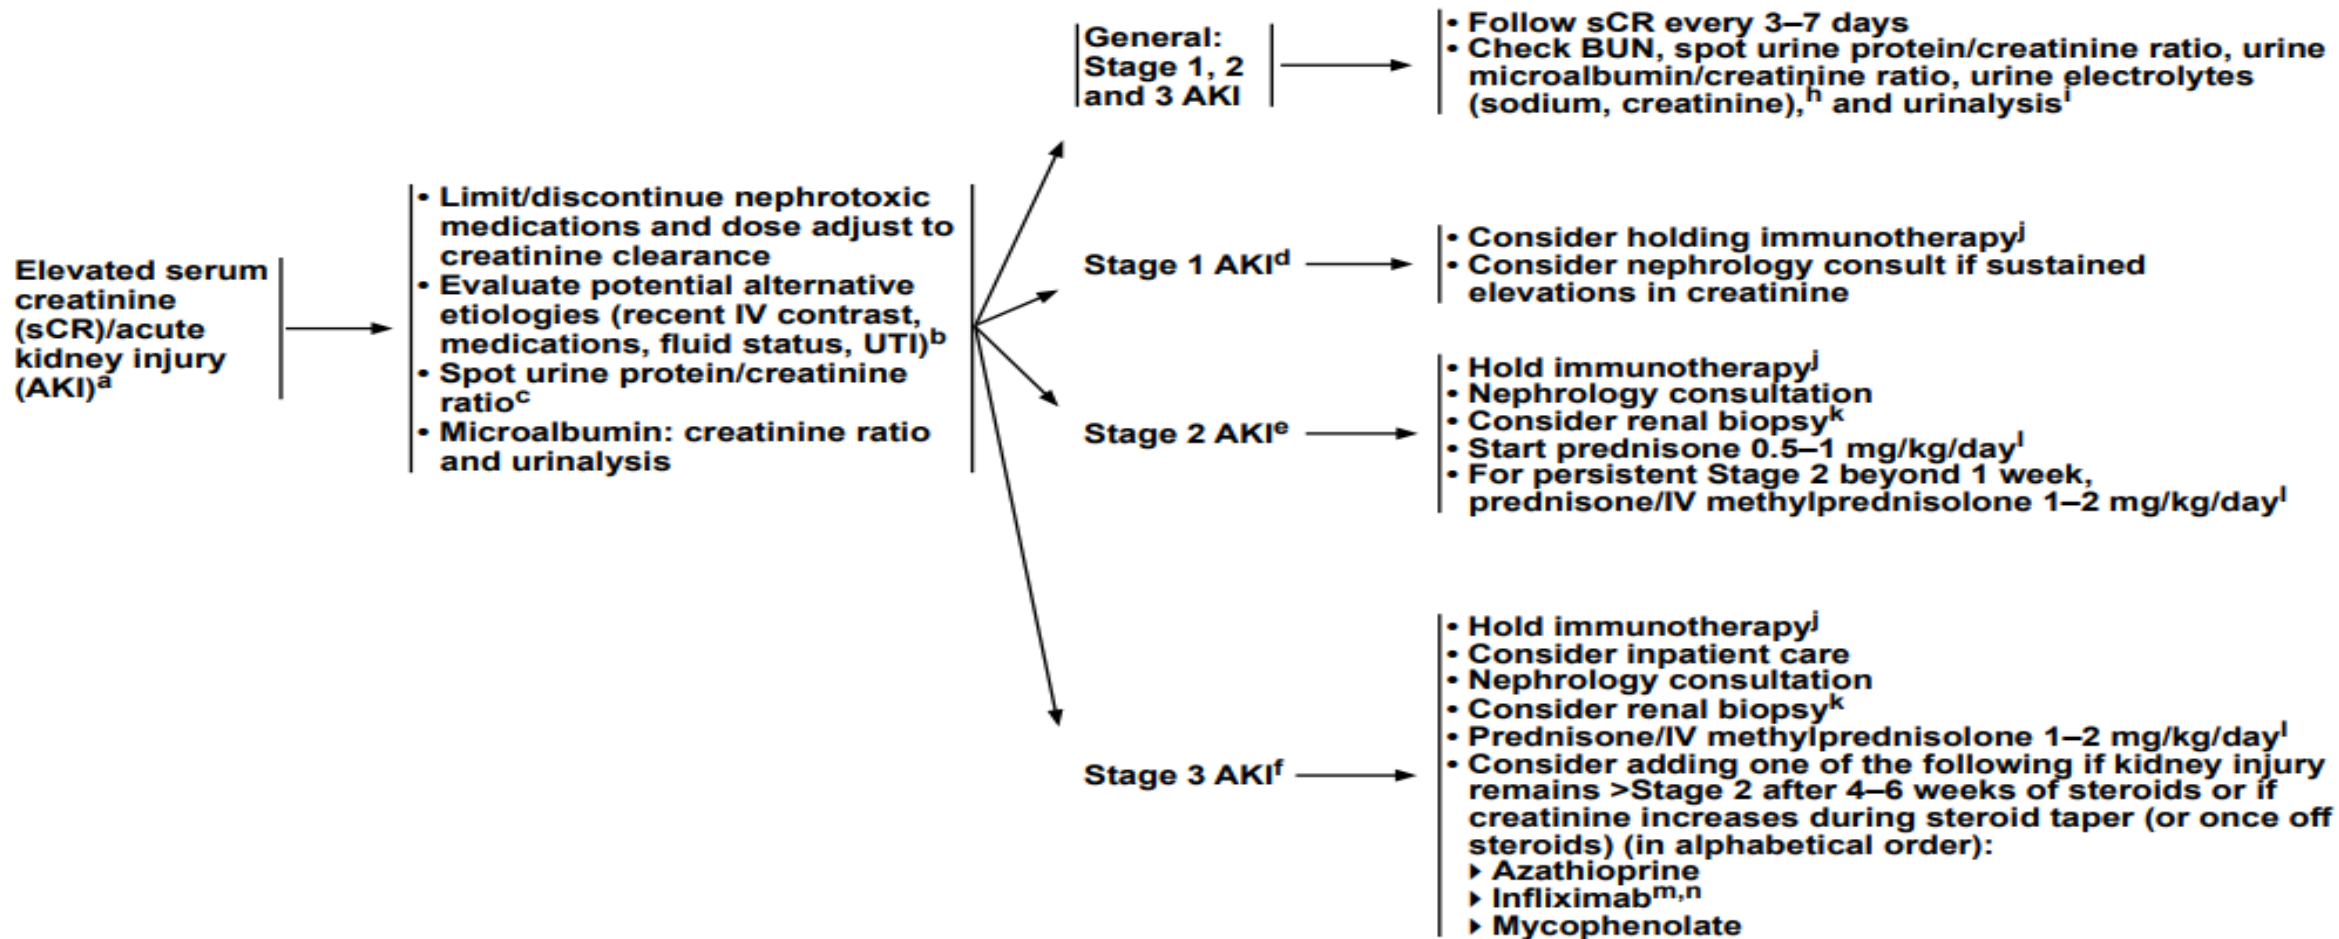 Elevated serum
creatinine
(sCR)/acute
kidney injury
(AKI)a
• Limit/discontinue nephrotoxic
medications and dose adjust to
creatinine clearance
• Evaluate potential alternative
etiologies (recent IV contrast,
medications, fluid status, UTI)b
• Spot urine protein/creatinine
ratioc
• Microalbumin: creatinine ratio
and urinalysis
General:
Stage 1, 2
and 3 AKI
• Follow sCR every 3–7 days
• Check BUN, spot urine protein/creatinine ratio, urine
microalbumin/creatinine ratio, urine electrolytes
(sodium, creatinine),h and urinalysisi
Stage 1 AKId
• Consider holding immunotherapyj
• Consider nephrology consult if sustained
elevations in creatinine
Stage 2 AKIe
• Hold immunotherapyj
• Nephrology consultation
• Consider renal biopsyk
• Start prednisone 0.5–1 mg/kg/dayl
• For persistent Stage 2 beyond 1 week,
prednisone/IV methylprednisolone 1–2 mg/kg/dayl
Stage 3 AKIf
• Hold immunotherapyj
• Consider inpatient care
• Nephrology consultation
• Consider renal biopsyk
• Prednisone/IV methylprednisolone 1–2 mg/kg/dayl
• Consider adding one of the following if kidney injury
remains >Stage 2 after 4–6 weeks of steroids or if
creatinine increases during steroid taper (or once off
steroids) (in alphabetical order):
▸ Azathioprine
▸ Infliximabm,n
▸ Mycophenolate